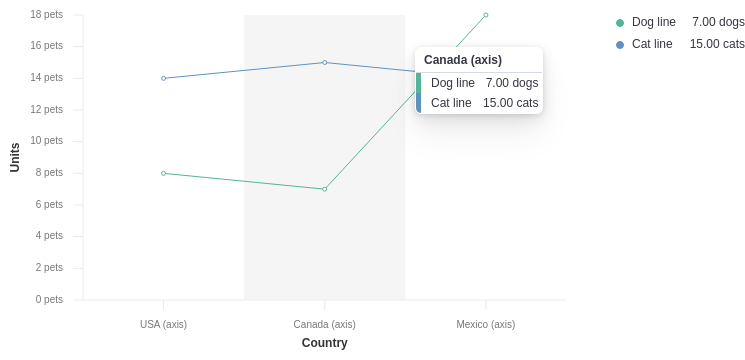 18 pets
16 pets
14 pets
12 pets
10 pets
8 pets
6 pets
4 pets
2 pets
0 pets
Units
USA (axis)
Canada (axis)
Mexico (axis)
Country
Canada (axis)
Dog line 7.00 dogs
Cat line 15.00 cats
Dog line 7.00 dogs
Cat line 15.00 cats